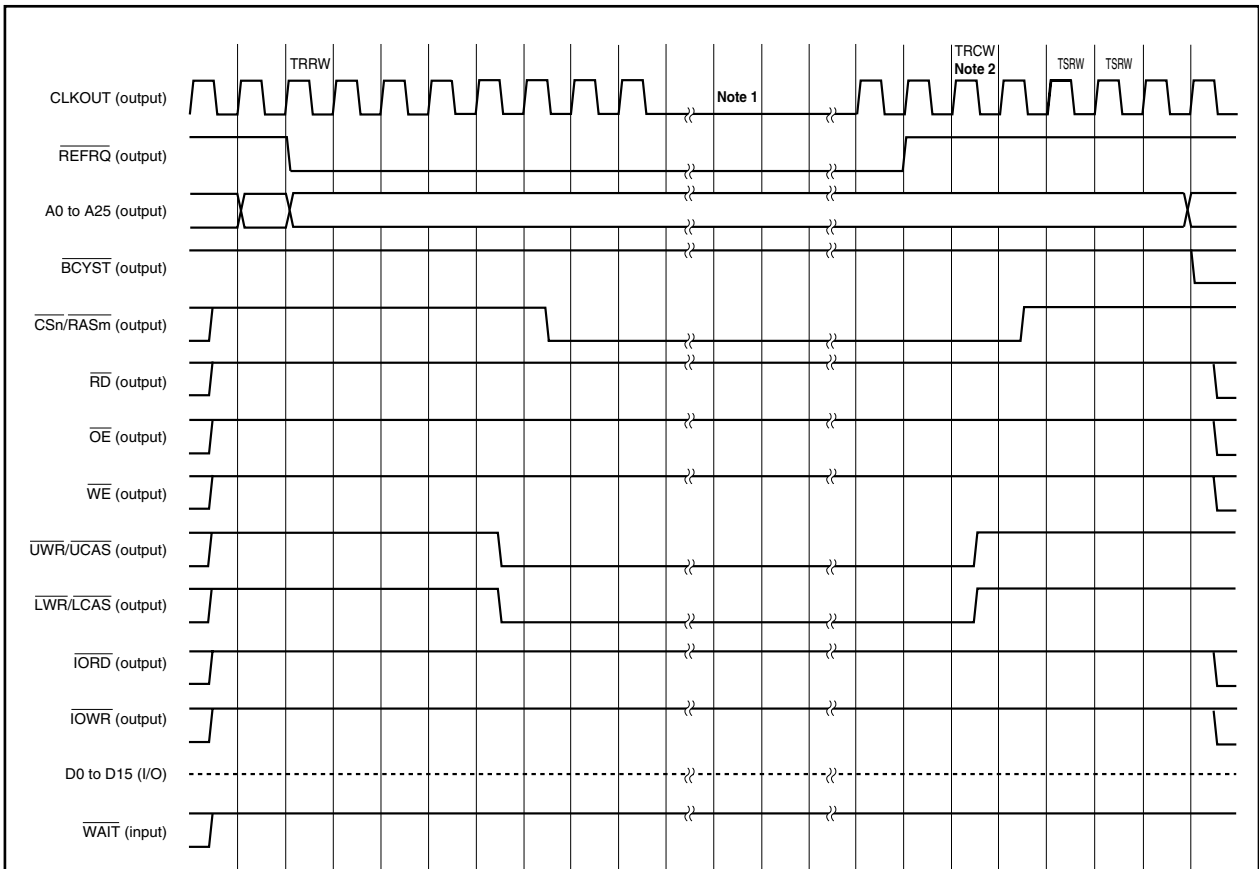 TRRW
TRCW
Note 2
TSRW
TSRW
CLKOUT (output)
Note 1
REFRQ (output)
A0 to A25 (output)
BCYST (output)
CSn/RASm (output)
RD (output)
OE (output)
WE (output)
UWR/UCAS (output)
LWR/LCAS (output)
IORD (output)
IOWR (output)
D0 to D15 (I/O)
WAIT (input)